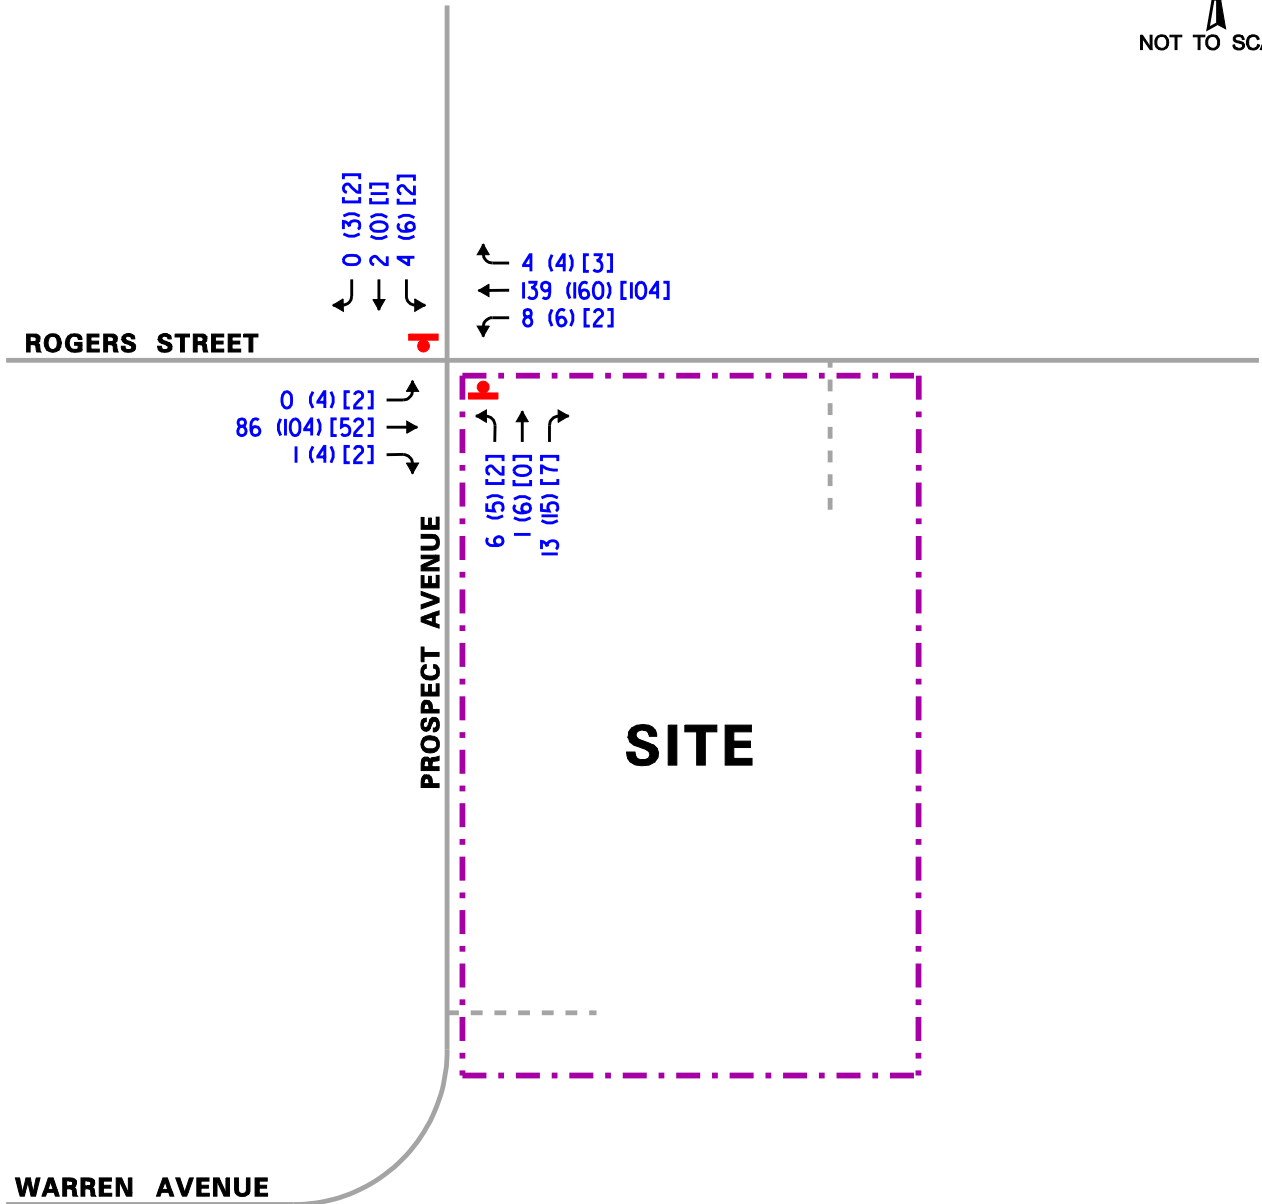 NOT TO SCA
0 (3) [2]
2 (0) [1]
4 (6) [2]
4 (4) [3]
139 (160) [104]
8 (6) [2]
ROGERS STREET
0 (4) [2]
86 (104) [52]
1 (4) [2]
6 (5) [2]
1 (6) [0]
13 (15) [7]
PROSPECT AVENUE
SITE
WARREN AVENUE